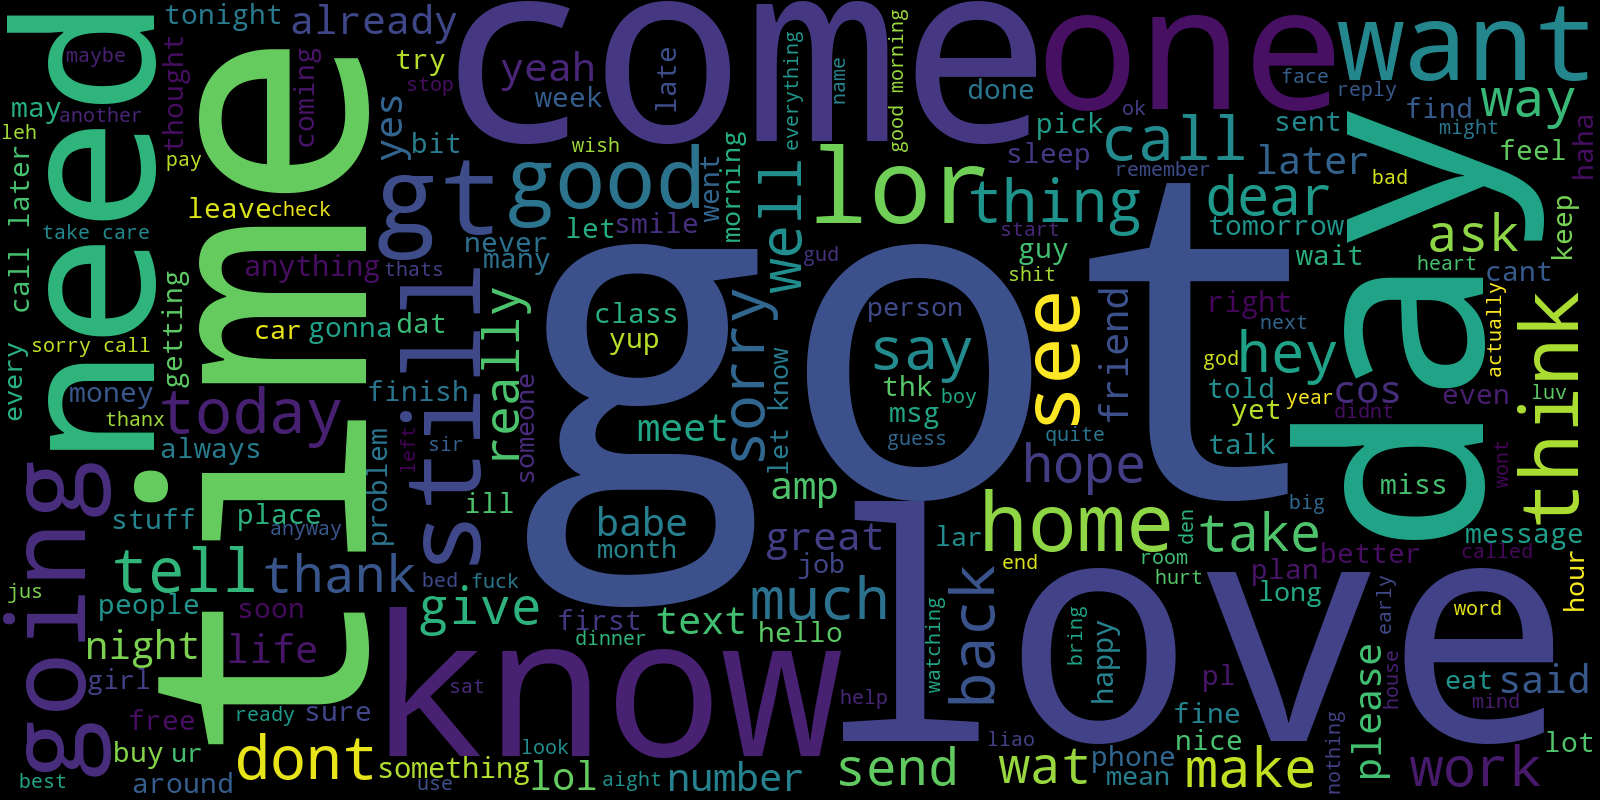 maybe
tonight
already
come
one
want
may
another
thought
coming
try
stop
yeah
week
late
everything
name
good morning
done
face
reply
find
might
way
leh
need
time
pay
yes
bit
wish
pick
ok
call
sent
feel
haha
call later
leave
check
gt
good
went
morning
well
lor
sleep
thing
remember
later
dear
bad
tomorrow
day
ask
keep
take care
let
smile
never
many
start
guy
wait
heart
cant
anything
thats
gud
shit
sorry call
getting
car
gonna
dat
still
really
got
class
yup
sorry
person
say
see
friend
right
next
god
hey
actually
think
every
money
thanx
today
finish
someone
let know
thk
boy
msg
guess
told
year
yet
cos
didnt
even
luv
always
problem
left
sir
meet
quite
talk
hope
wont
going
stuff
place
anyway
ill
babe
month
amp
great
job
lar
home
den
take
big
miss
message
better
called
jus
tell
thank
bed
fuck
people
soon
give
first
dinner
text
much
hello
end
room
hurt
plan
long
early
word
hour
night
life
girl
know
sat
love
watching
back
bring
happy
help
pl
please
house
eat
said
mind
free
ready
sure
buy
ur
dont
something
look
liao
fine
nice
nothing
lot
best
around
use
lol
aight
number
send
wat
phone
mean
make
work